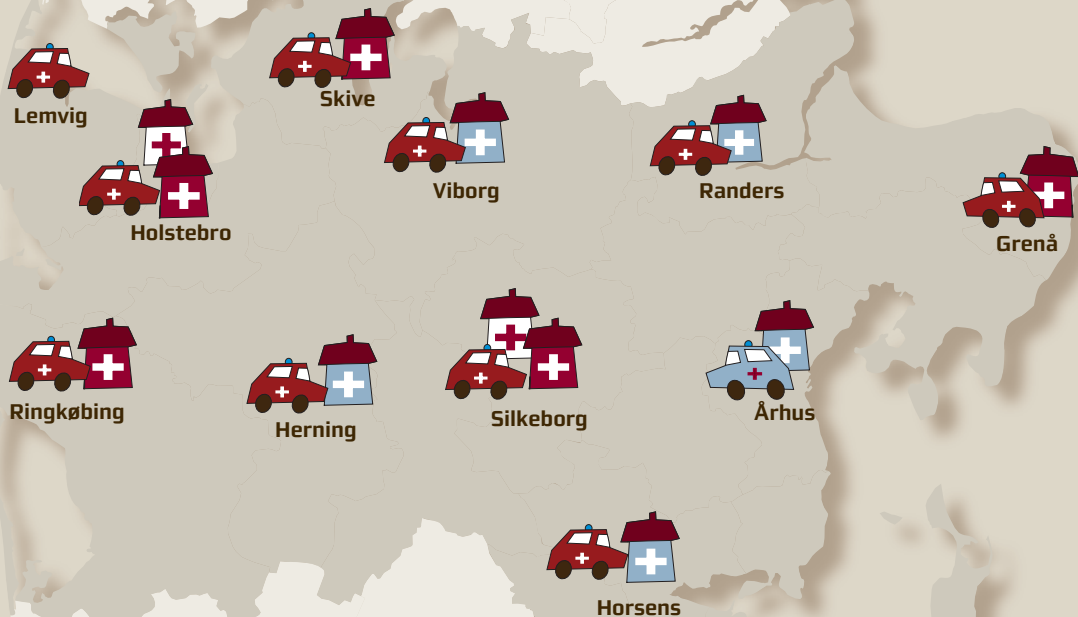 Skive
Lemvig
Viborg
Randers
Holstebro
Grenå
Ringkøbing
Herning
Silkeborg
Århus
Horsens